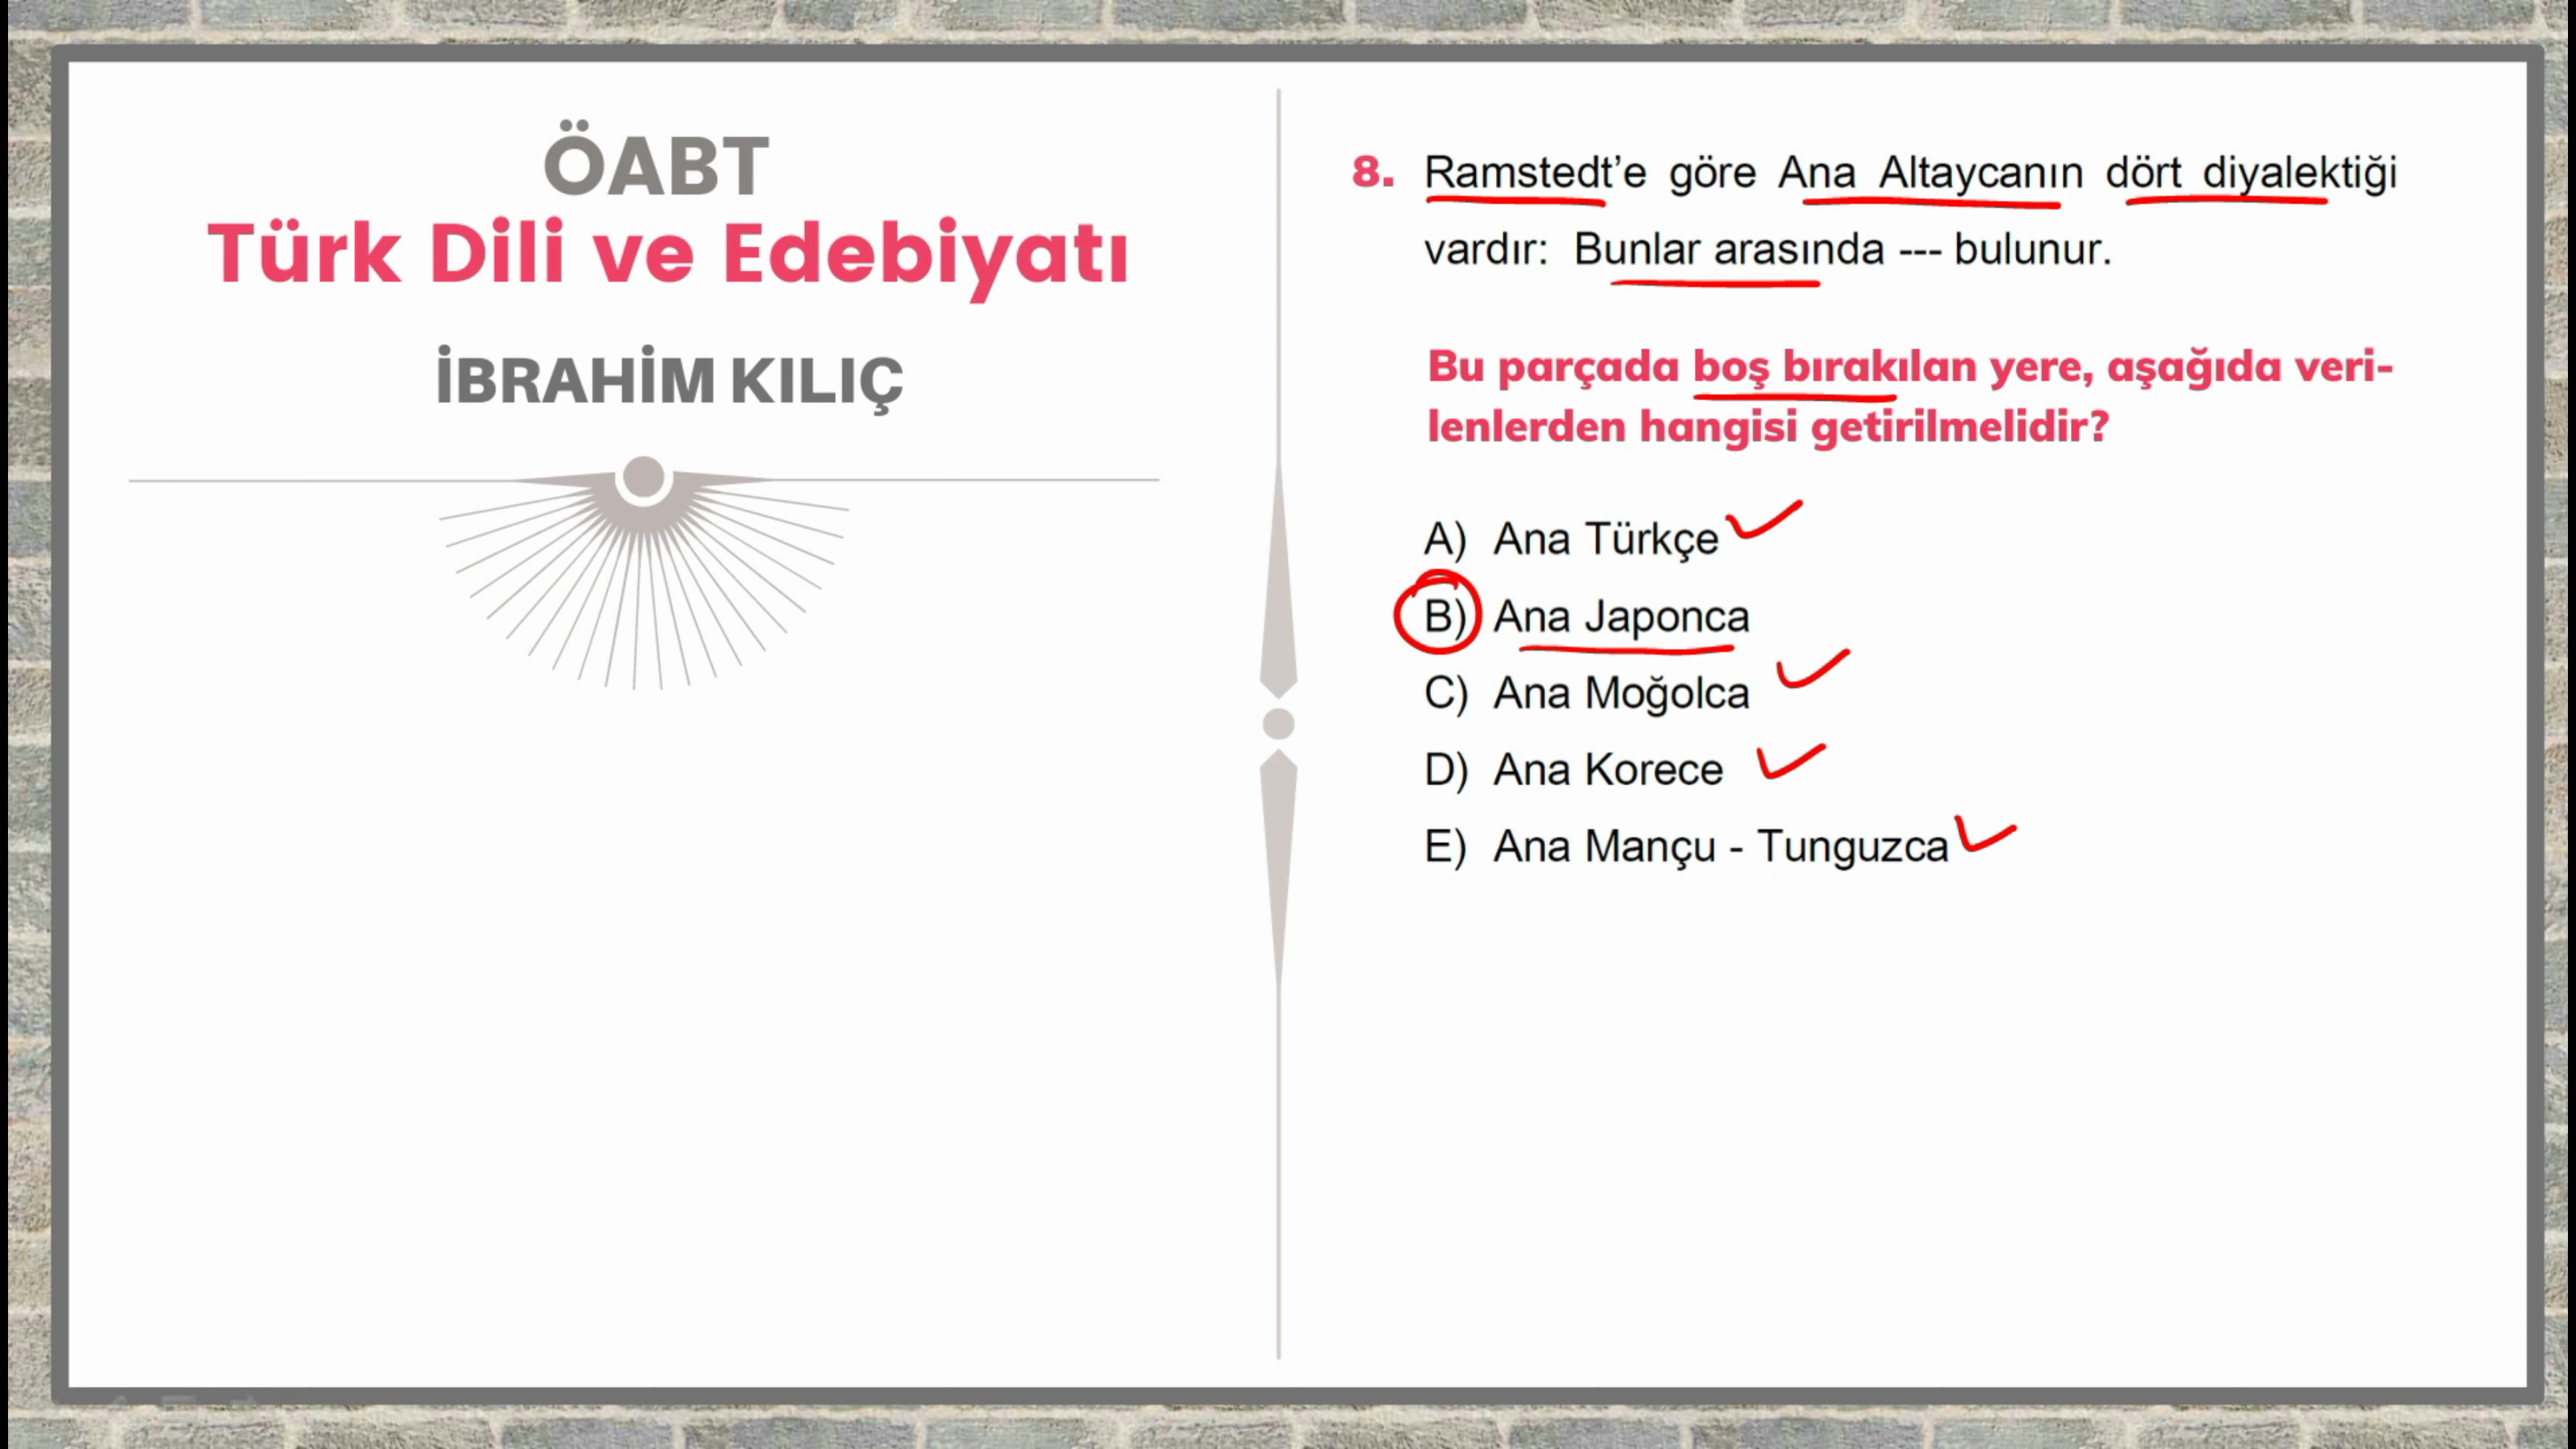 ÖABT
Türk Dili ve Edebiyatı
İBRAHİM KILIÇ
8. Ramstedt'e göre Ana Altaycanın dört diyalektiği
vardır: Bunlar arasında --- bulunur.
Bu parçada boş bırakılan yere, aşağıda veri-
lenlerden hangisi getirilmelidir?
A) Ana Türkçe
B) Ana Japonca
C) Ana Moğolca
D) Ana Korece
E) Ana Mançu - Tunguzca